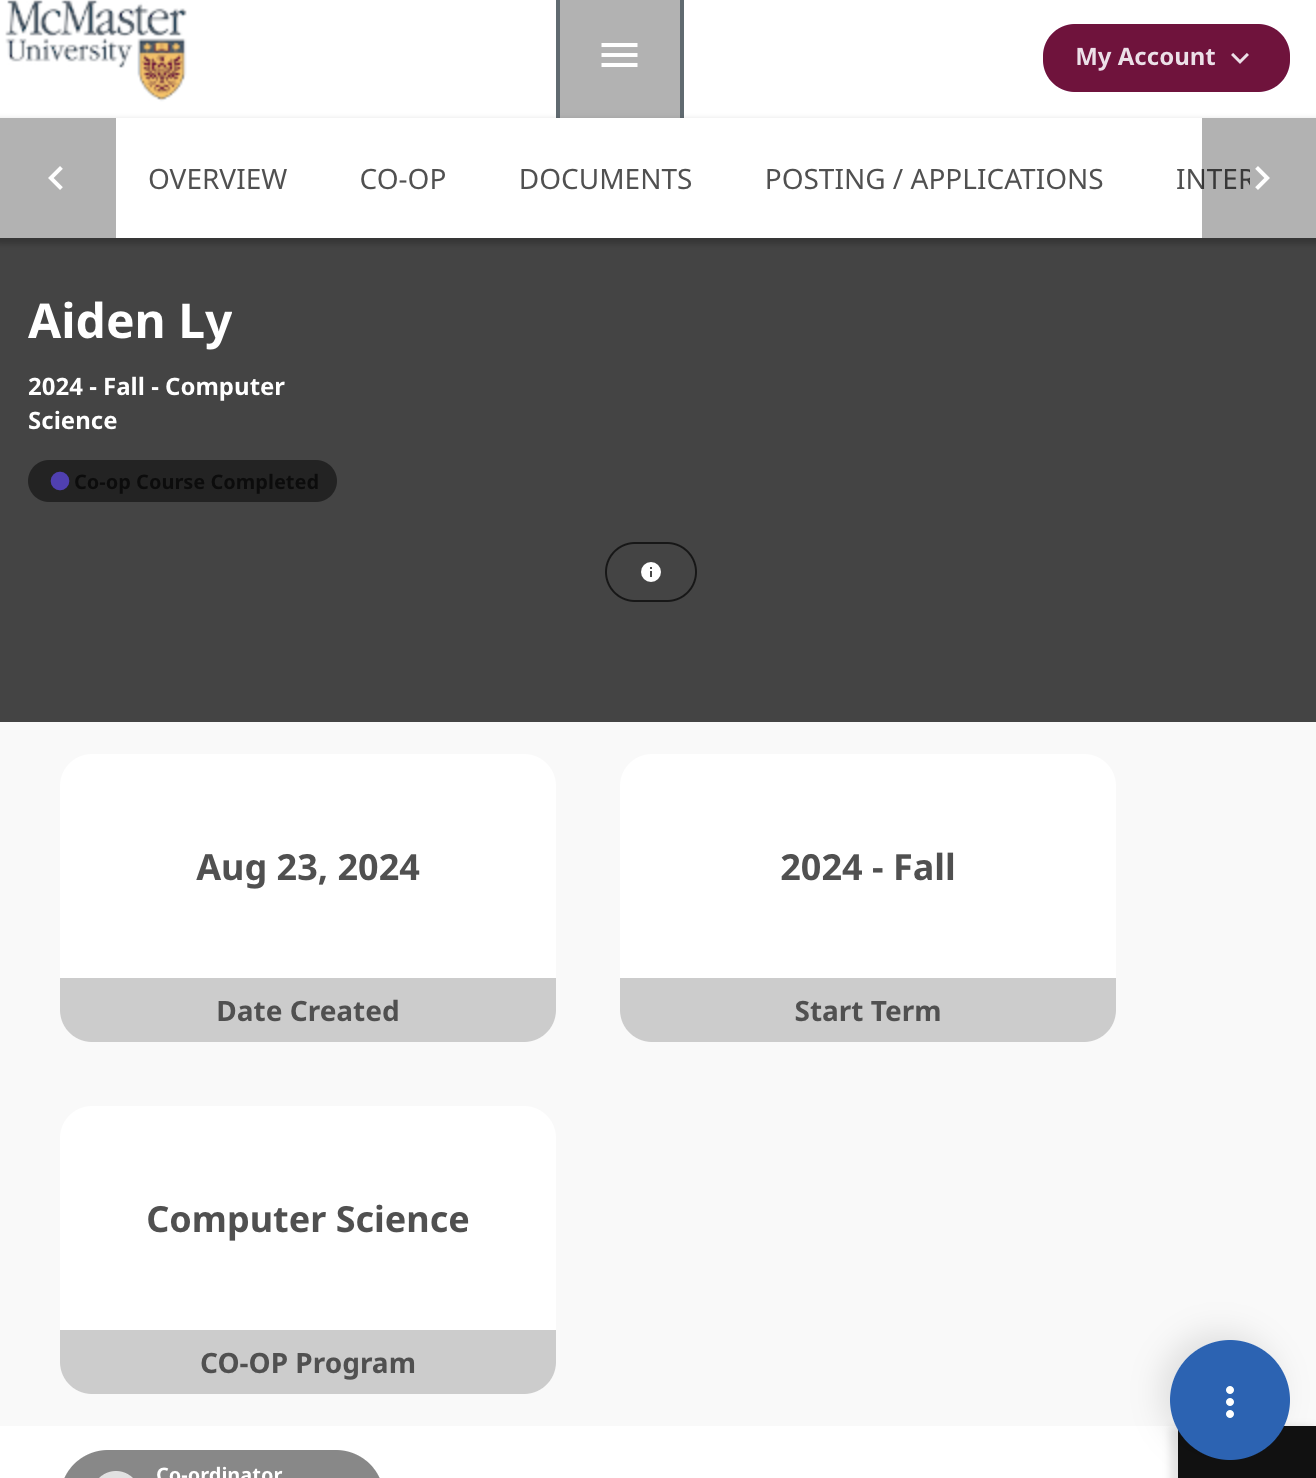 McMaster
University
My Account
OVERVIEW CO-OP DOCUMENTS POSTING / APPLICATIONS INTER
Aiden Ly
2024 - Fall - Computer
Science
Co-op Course Completed
Aug 23, 2024
Date Created
2024 - Fall
Start Term
Computer Science
CO-OP Program
Co-ordinator